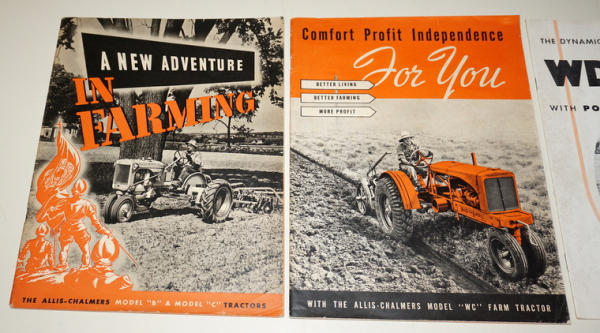 A NEW ADVENTURE
IN
FARMING
THE ALLIS-CHALMERS MODEL "B" & MODEL "C" TRACTORS
Comfort Profit Independence
For You
BETTER LIVING
BETTER FARMING
MORE PROFIT
WITH THE ALLIS-CHALMERS MODEL "WC" FARM TRACTOR
THE DYNAMIC
WD
WITH PO